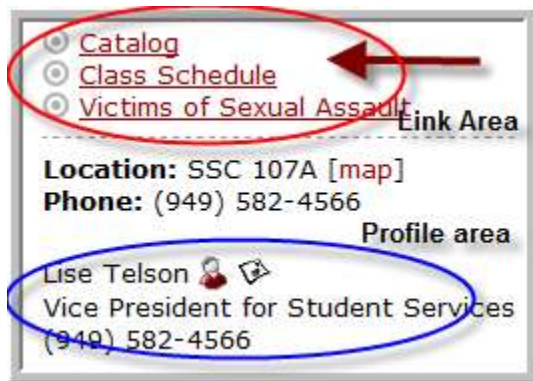 Catalog
Class Schedule
Victims of Sexual Assault
Link Area
Location: SSC 107A [map]
Phone: (949) 582-4566
Profile area
Lise Telson
Vice President for Student Services
(949) 582-4566